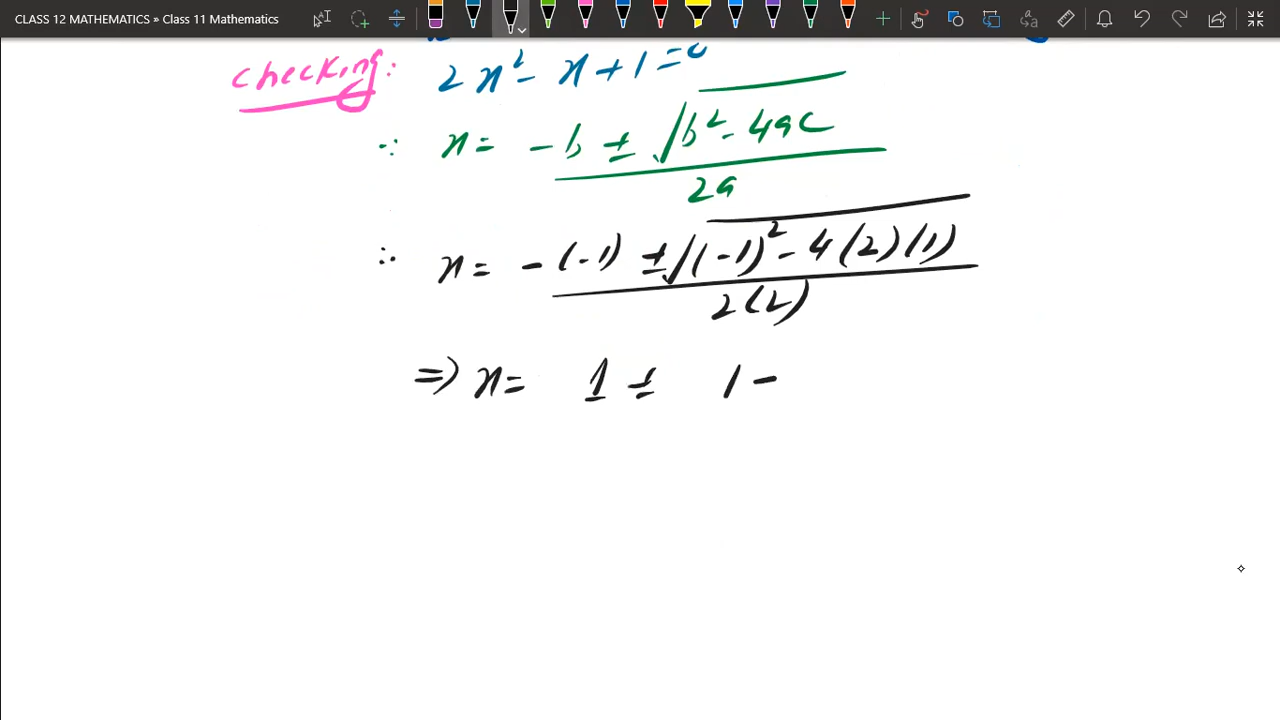 CLASS 12 MATHEMATICS » Class 11 Mathematics
checking: 2x² - x + 1 = 0
∵ x = -b ± √b² - 4ac
2a
∴ x = -(-1) ± √(-1)² - 4(2)(1)
2(2)
⇒ x = 1 ± 1 -